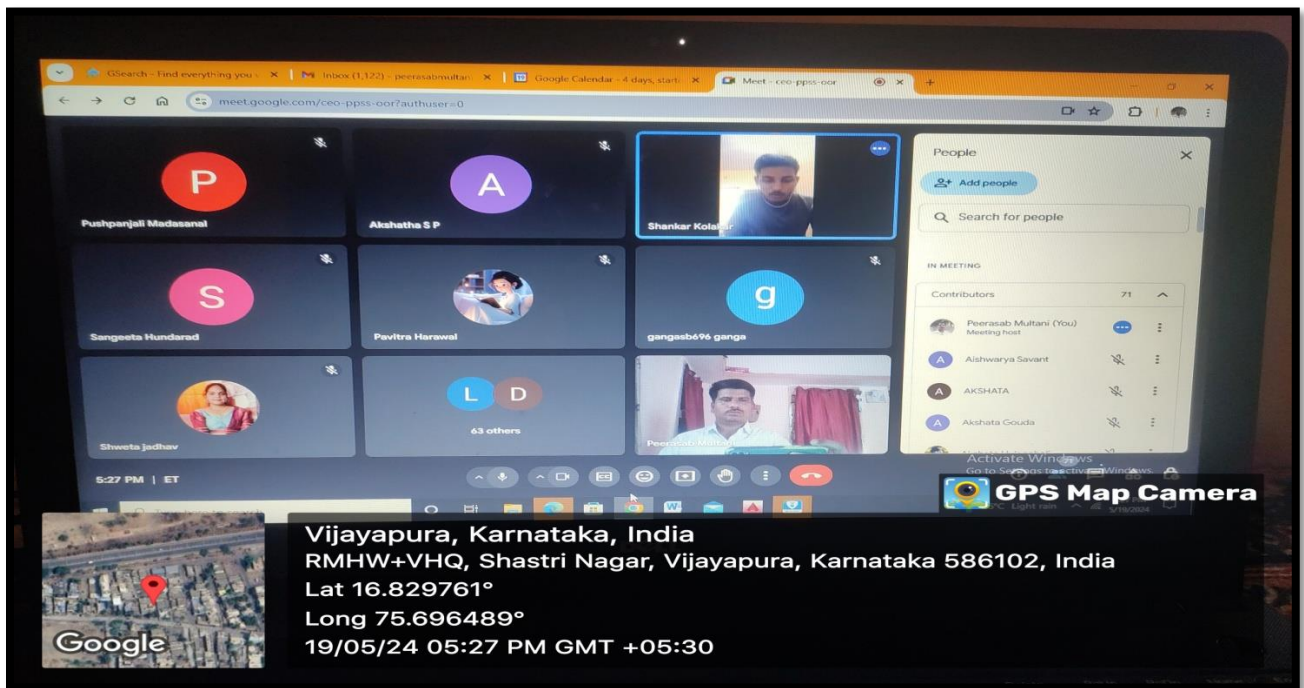 GSearch - Find everything you
Inbox (1,122) - peerasabmultani
Google Calendar - 4 days, starti
Meet - ceo-ppss-oor
meet.google.com/ceo-ppss-oor?authuser=0
P
Pushpanjali Madasanal
A
Akshatha S P
Shankar Kolakar
S
Sangeeta Hundarad
Pavitra Harawal
g
gangasb696 ganga
Shweta jadhav
L D
63 others
Peerasab Multani
5:27 PM | ET
People
Add people
Search for people
IN MEETING
Contributors 71
Peerasab Multani (You)
Meeting host
A Aishwarya Savant
A AKSHATA
A Akshata Gouda
Activate Windows
Go to Settings to activate Windows.
Light rain
5/19/2024
GPS Map Camera
Google
Vijayapura, Karnataka, India
RMHW+VHQ, Shastri Nagar, Vijayapura, Karnataka 586102, India
Lat 16.829761°
Long 75.696489°
19/05/24 05:27 PM GMT +05:30